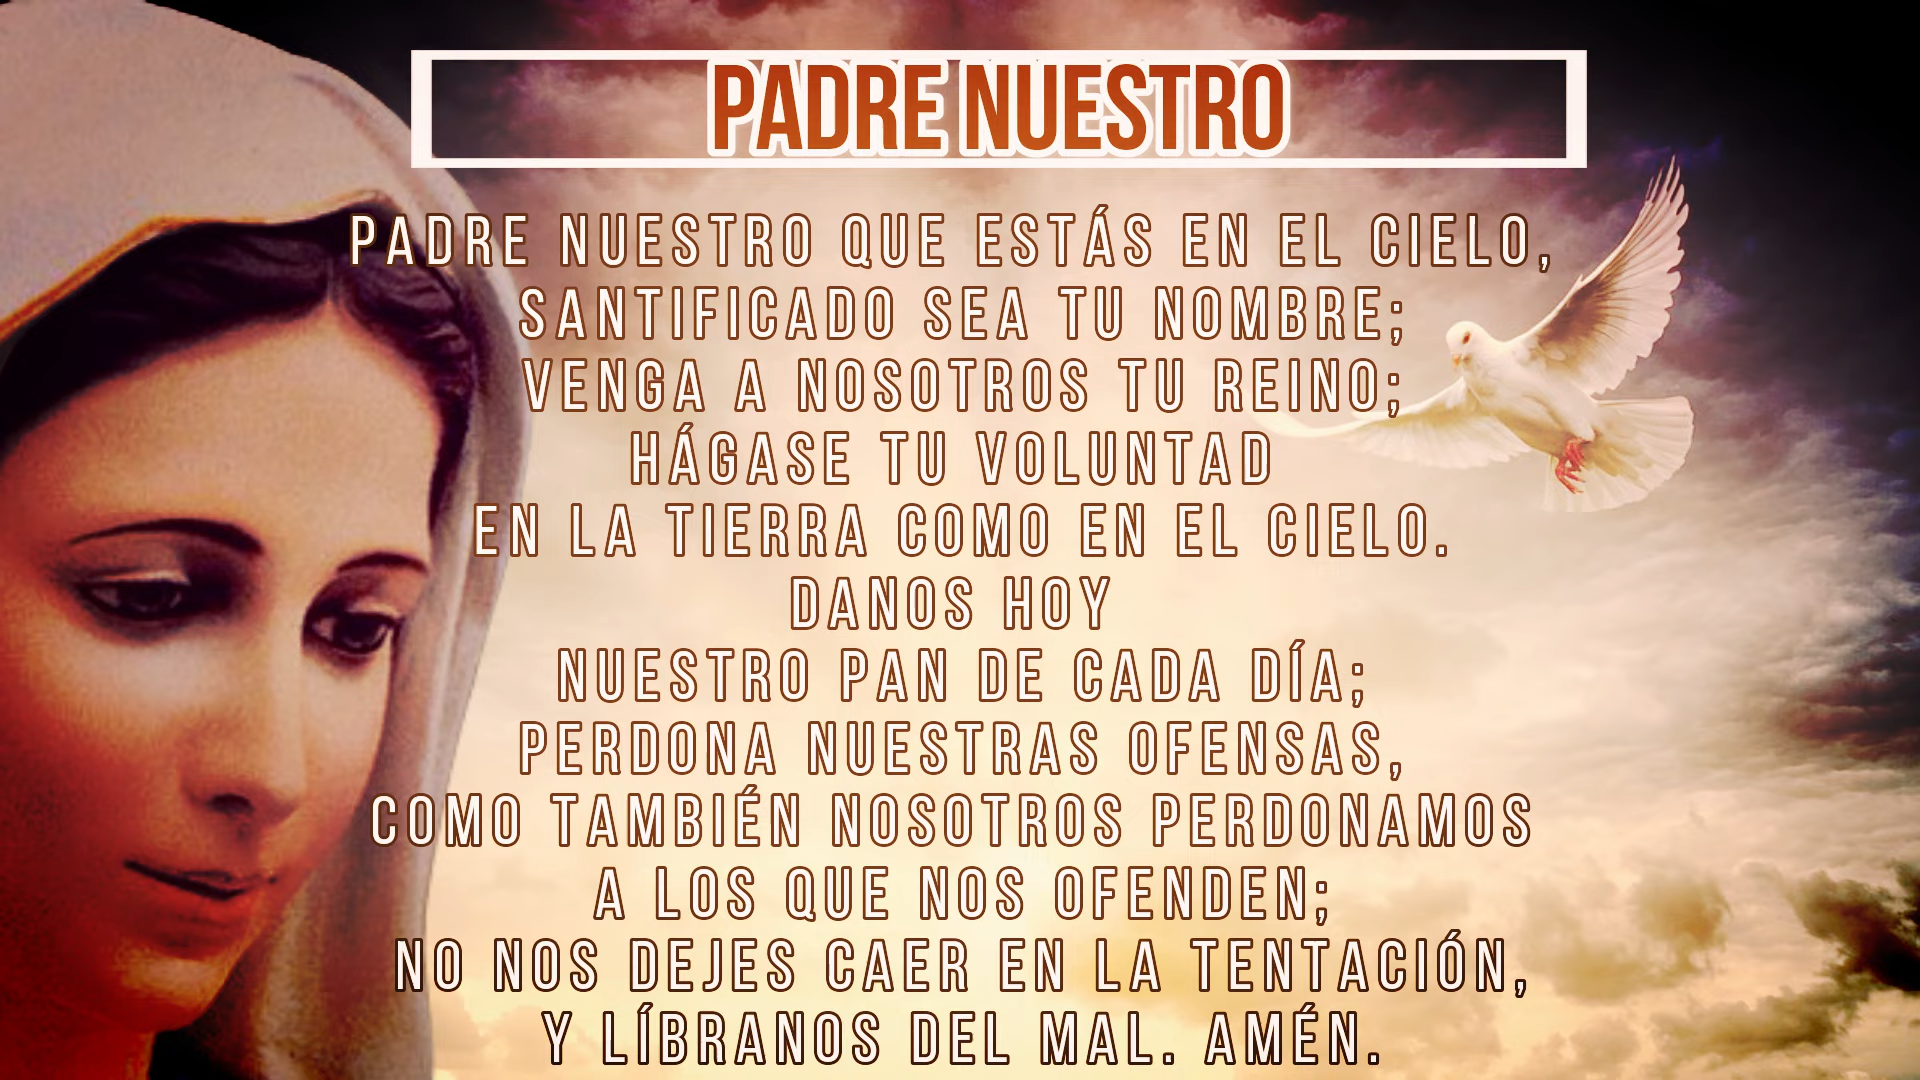 PADRE NUESTRO
PADRE NUESTRO QUE ESTÁS EN EL CIELO,
SANTIFICADO SEA TU NOMBRE;
VENGA A NOSOTROS TU REINO;
HÁGASE TU VOLUNTAD
EN LA TIERRA COMO EN EL CIELO.
DANOS HOY
NUESTRO PAN DE CADA DÍA;
PERDONA NUESTRAS OFENSAS,
COMO TAMBIÉN NOSOTROS PERDONAMOS
A LOS QUE NOS OFENDEN;
NO NOS DEJES CAER EN LA TENTACIÓN,
Y LÍBRANOS DEL MAL. AMÉN.